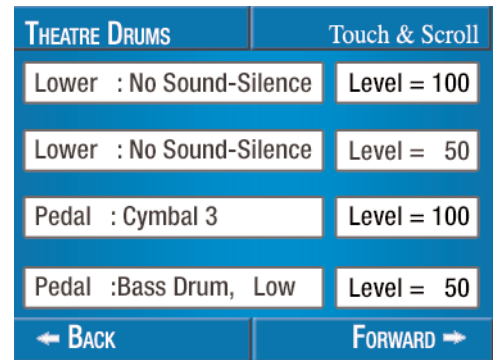 THEATRE DRUMS Touch & Scroll
Lower : No Sound-Silence Level = 100
Lower : No Sound-Silence Level = 50
Pedal : Cymbal 3 Level = 100
Pedal :Bass Drum, Low Level = 50
BACK FORWARD